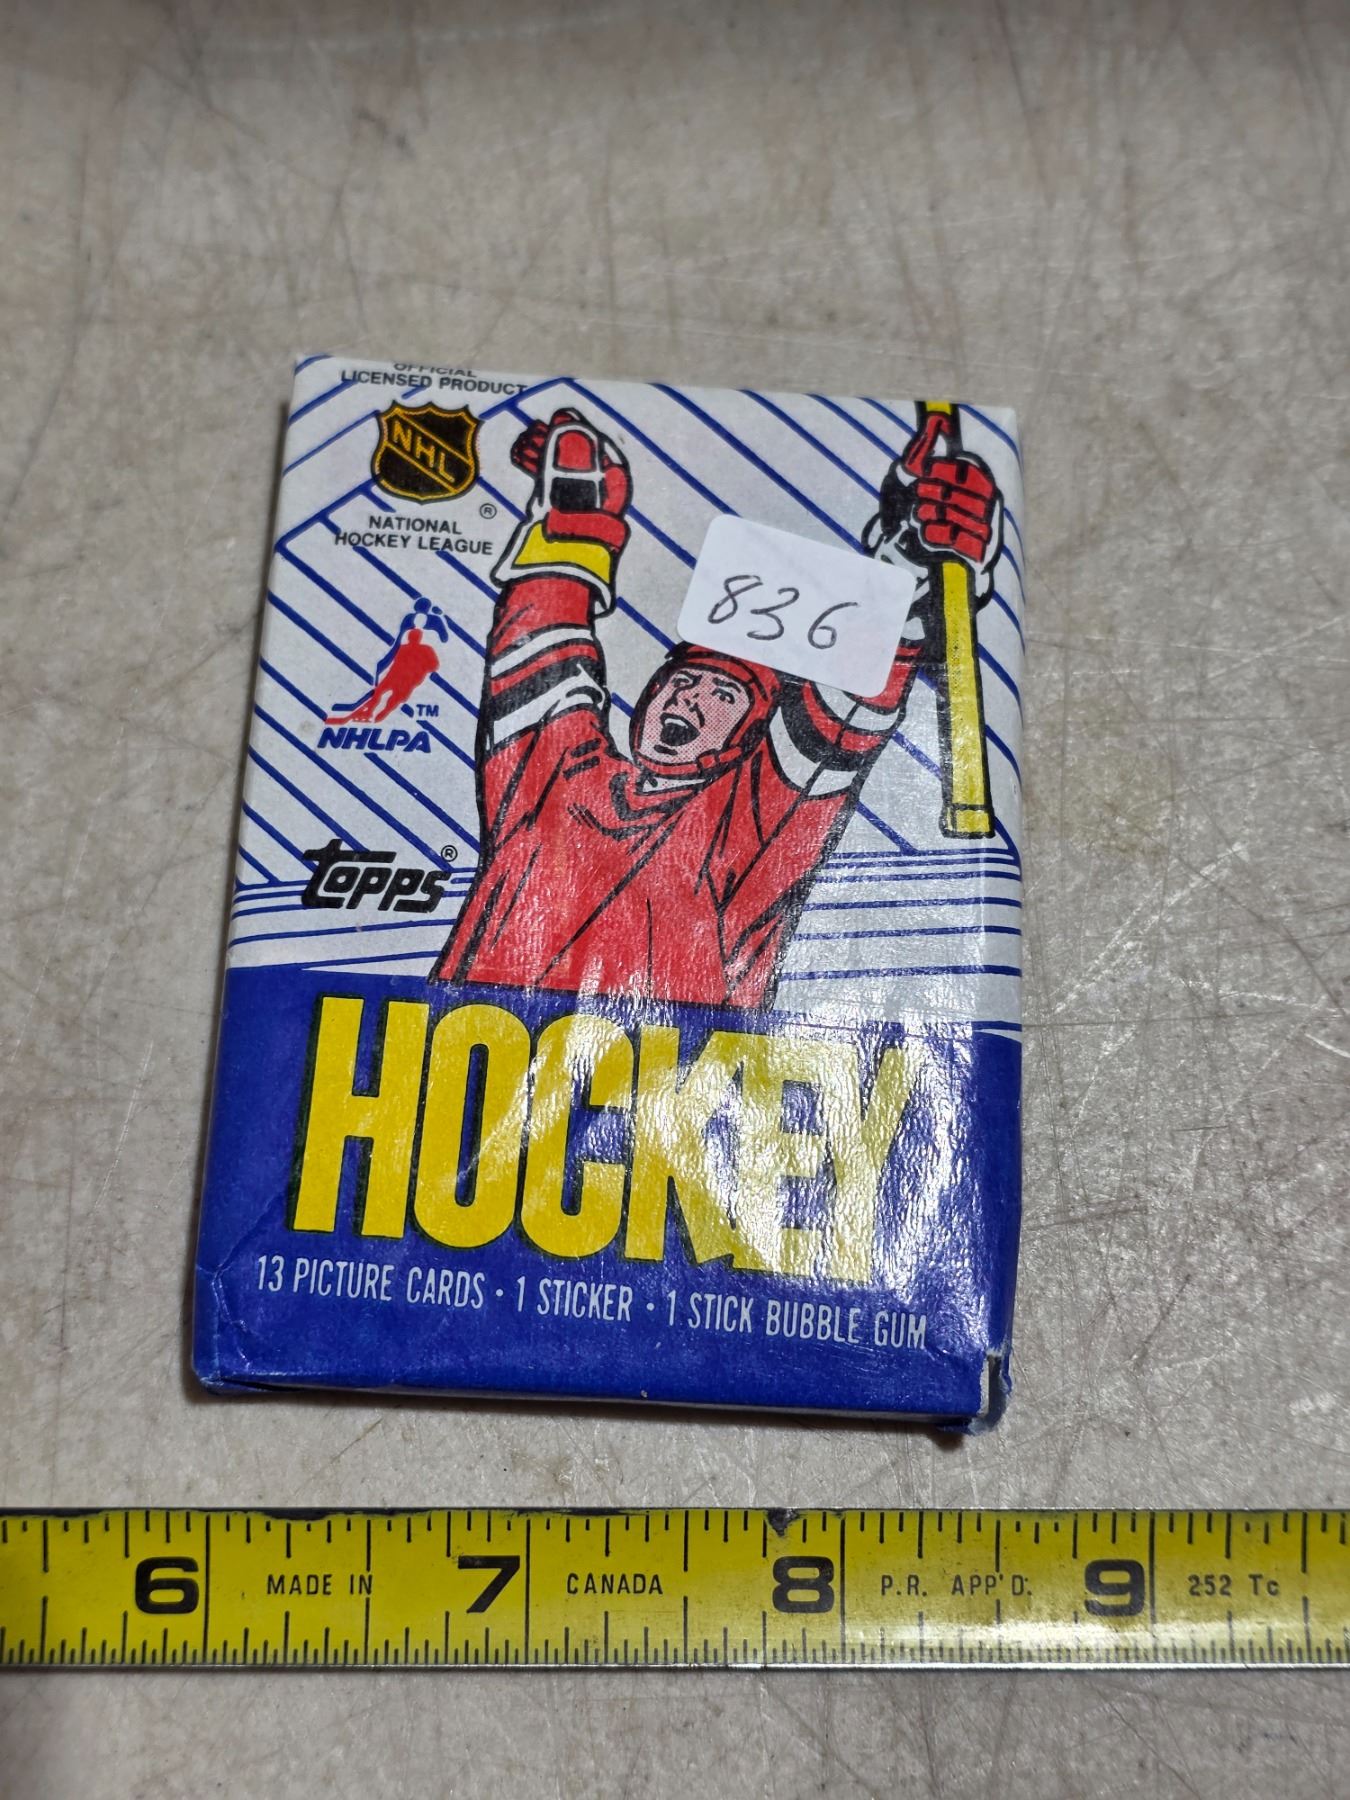 OFFICIAL
LICENSED PRODUCT
NHL
®
NATIONAL
HOCKEY LEAGUE
836
TM
NHLPA
topps®
HOCKEY
13 PICTURE CARDS • 1 STICKER • 1 STICK BUBBLE GUM
6 MADE IN 7 CANADA 8 P.R. APP'D. 9 252 Tc